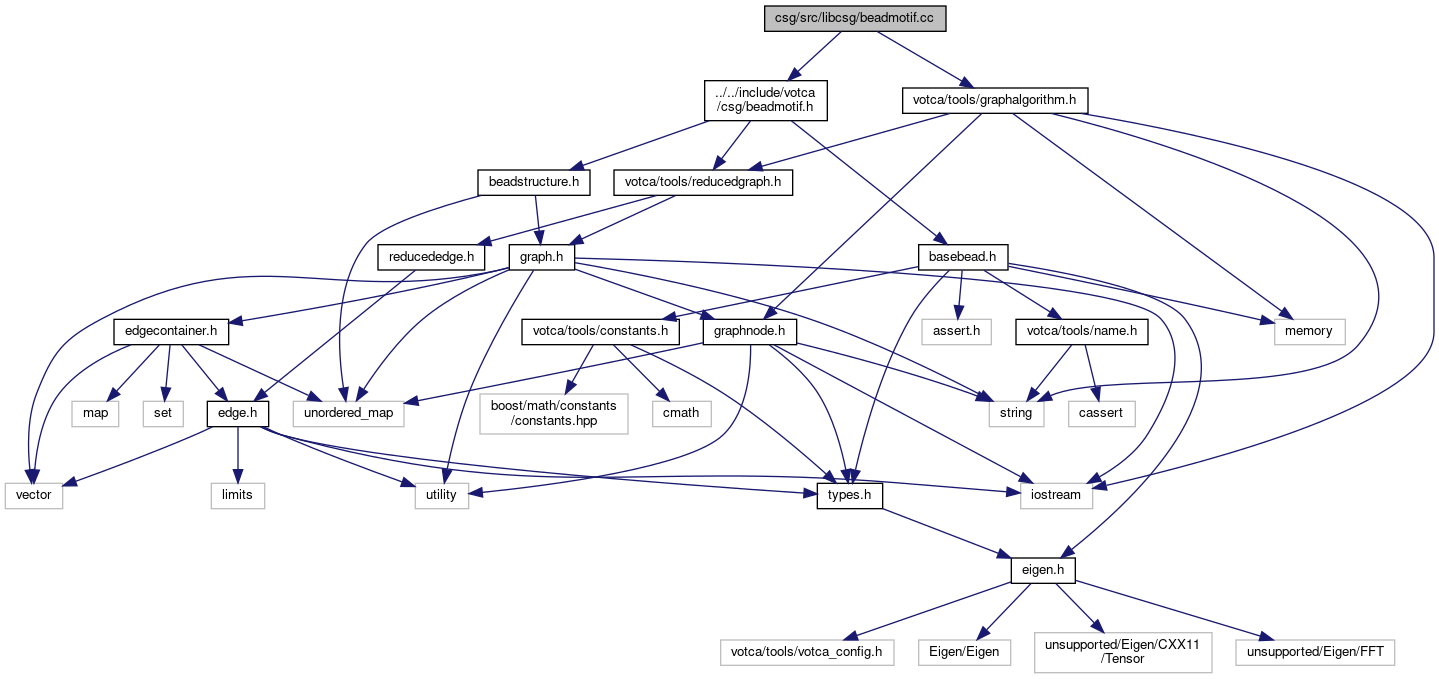 csg/src/libcsg/beadmotif.cc
../../include/votca
/csg/beadmotif.h
votca/tools/graphalgorithm.h
beadstructure.h
votca/tools/reducedgraph.h
reducededge.h
graph.h
basebead.h
edgecontainer.h
votca/tools/constants.h
graphnode.h
assert.h
votca/tools/name.h
memory
map
set
edge.h
unordered_map
boost/math/constants
/constants.hpp
cmath
string
cassert
vector
limits
utility
types.h
iostream
eigen.h
votca/tools/votca_config.h
Eigen/Eigen
unsupported/Eigen/CXX11
/Tensor
unsupported/Eigen/FFT